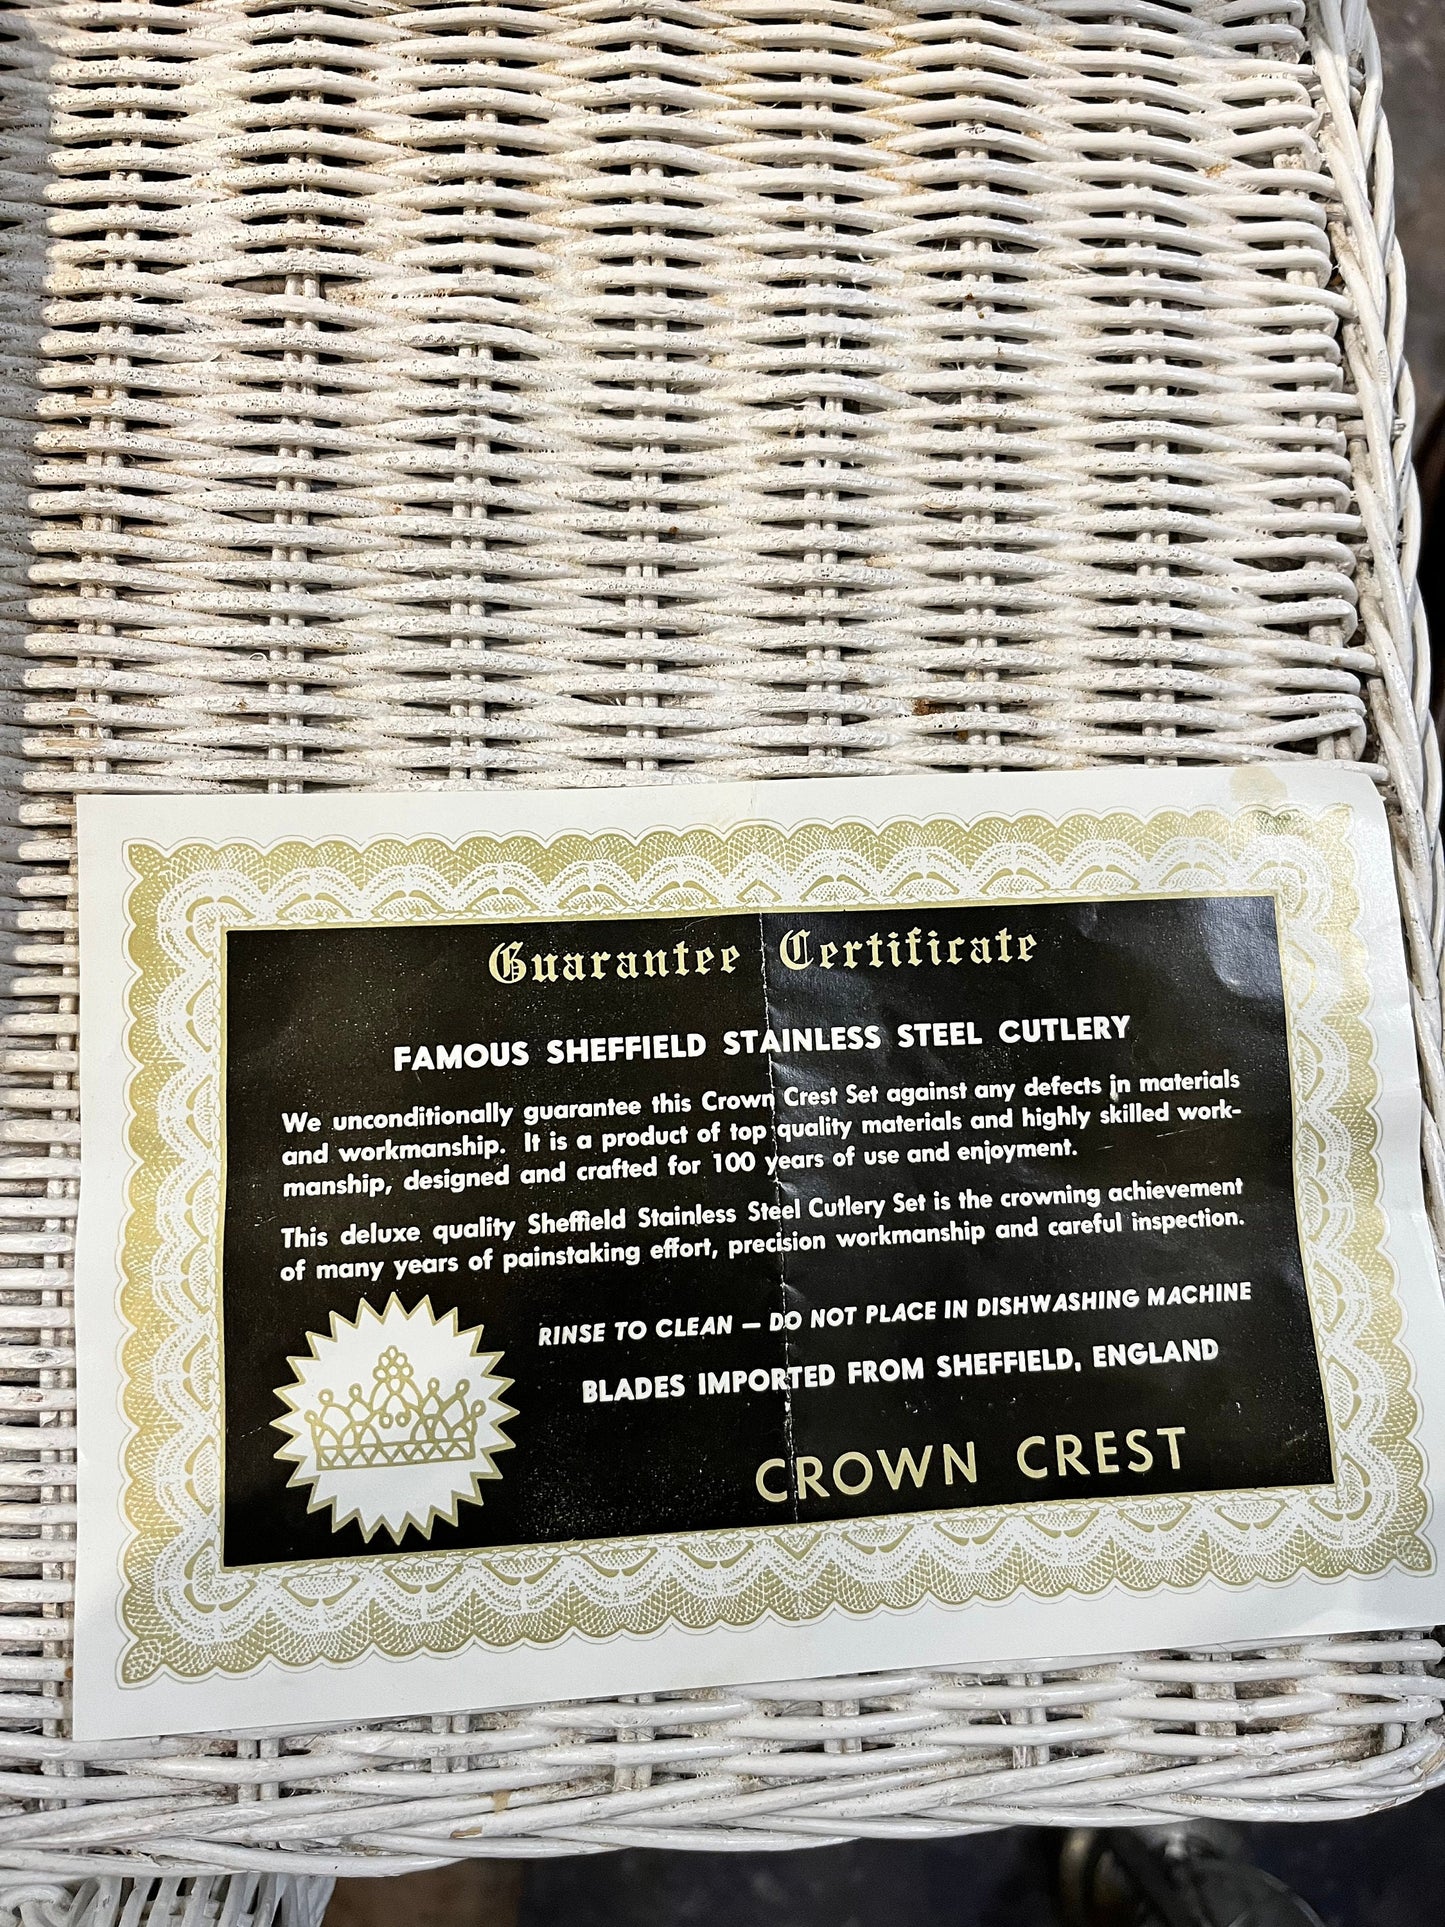 Guarantee Certificate
FAMOUS SHEFFIELD STAINLESS STEEL CUTLERY
We unconditionally guarantee this Crown Crest Set against any defects in materials
and workmanship. It is a product of top quality materials and highly skilled work-
manship, designed and crafted for 100 years of use and enjoyment.
This deluxe quality Sheffield Stainless Steel Cutlery Set is the crowning achievement
of many years of painstaking effort, precision workmanship and careful inspection.
RINSE TO CLEAN — DO NOT PLACE IN DISHWASHING MACHINE
BLADES IMPORTED FROM SHEFFIELD, ENGLAND
CROWN CREST